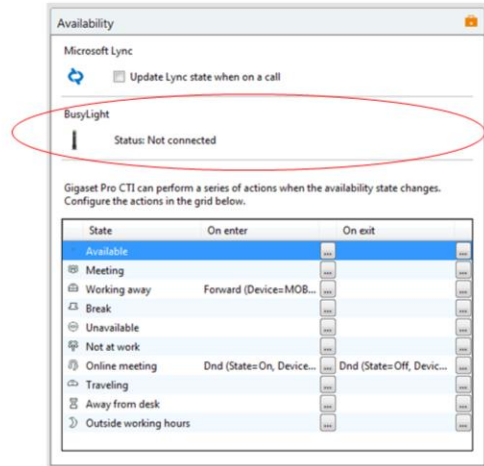 Availability
Microsoft Lync
Update Lync state when on a call
BusyLight
Status: Not connected
Gigaset Pro CTI can perform a series of actions when the availability state changes.
Configure the actions in the grid below.
State On enter On exit
Available ... ...
Meeting ... ...
Working away Forward (Device=MOB... ... ...
Break ... ...
Unavailable ... ...
Not at work ... ...
Online meeting Dnd (State=On, Device... ... Dnd (State=Off, Devic... ...
Traveling ... ...
Away from desk ... ...
Outside working hours ... ...